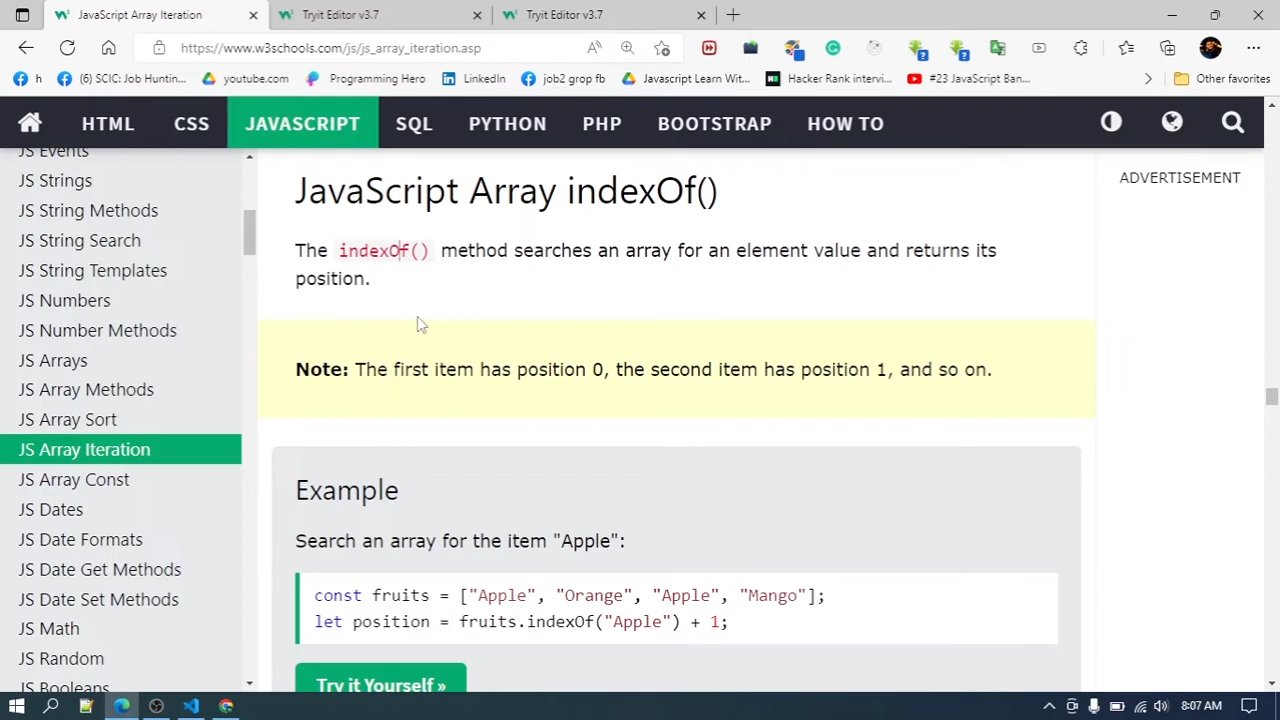 JavaScript Array Iteration
Tryit Editor v3.7
Tryit Editor v3.7
https://www.w3schools.com/js/js_array_iteration.asp
h
(6) SCIC: Job Huntin...
youtube.com
Programming Hero
LinkedIn
job2 grop fb
Javascript Learn Wit...
Hacker Rank intervi...
#23 JavaScript Ban...
Other favorites
HTML
CSS
JAVASCRIPT
SQL
PYTHON
PHP
BOOTSTRAP
HOW TO
JS Events
JS Strings
JS String Methods
JS String Search
JS String Templates
JS Numbers
JS Number Methods
JS Arrays
JS Array Methods
JS Array Sort
JS Array Iteration
JS Array Const
JS Dates
JS Date Formats
JS Date Get Methods
JS Date Set Methods
JS Math
JS Random
JS Booleans
JavaScript Array indexOf()
The indexOf() method searches an array for an element value and returns its
position.
Note: The first item has position 0, the second item has position 1, and so on.
Example
Search an array for the item "Apple":
const fruits = ["Apple", "Orange", "Apple", "Mango"];
let position = fruits.indexOf("Apple") + 1;
Try it Yourself »
ADVERTISEMENT
8:07 AM